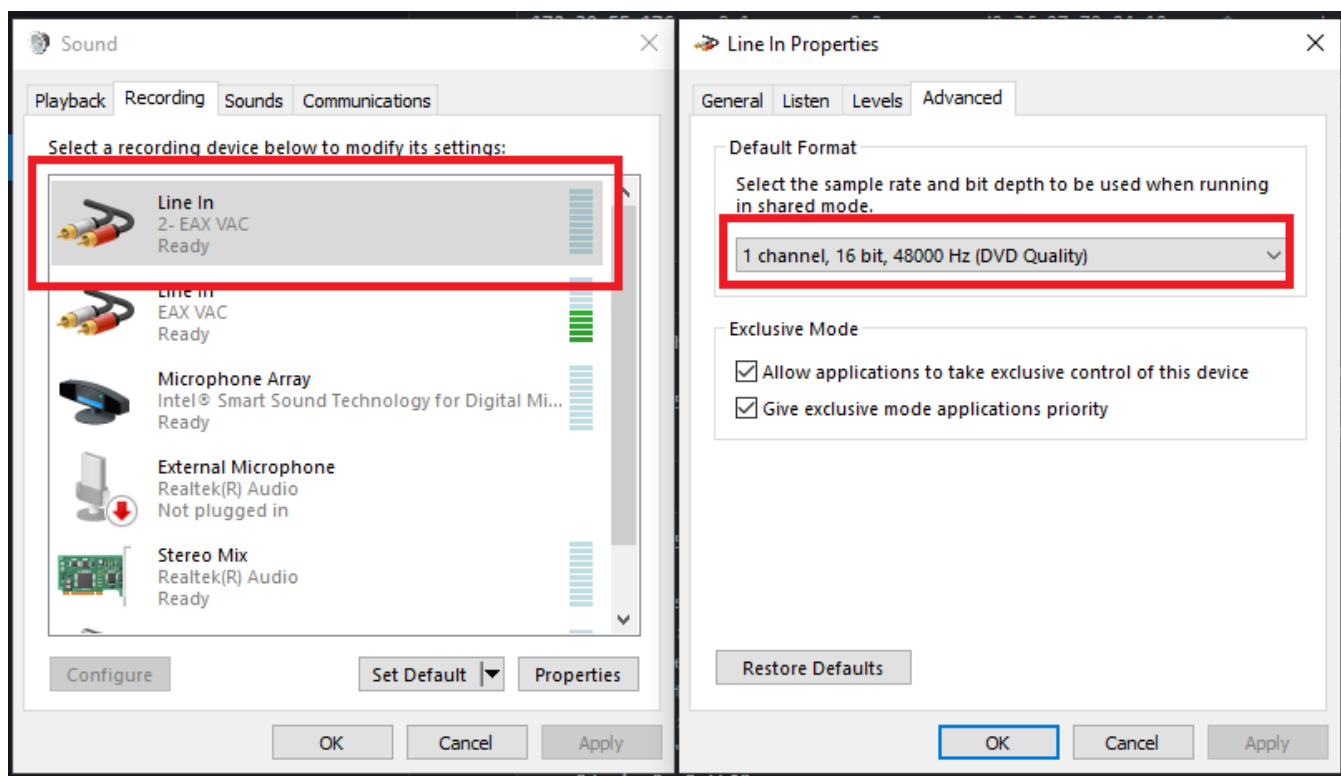 Sound
Playback Recording Sounds Communications
Select a recording device below to modify its settings:
Line In
2- EAX VAC
Ready
Line In
EAX VAC
Ready
Microphone Array
Intel® Smart Sound Technology for Digital Mi...
Ready
External Microphone
Realtek(R) Audio
Not plugged in
Stereo Mix
Realtek(R) Audio
Ready
Configure Set Default Properties
OK Cancel Apply
Line In Properties
General Listen Levels Advanced
Default Format
Select the sample rate and bit depth to be used when running
in shared mode.
1 channel, 16 bit, 48000 Hz (DVD Quality)
Exclusive Mode
Allow applications to take exclusive control of this device
Give exclusive mode applications priority
Restore Defaults
OK Cancel Apply